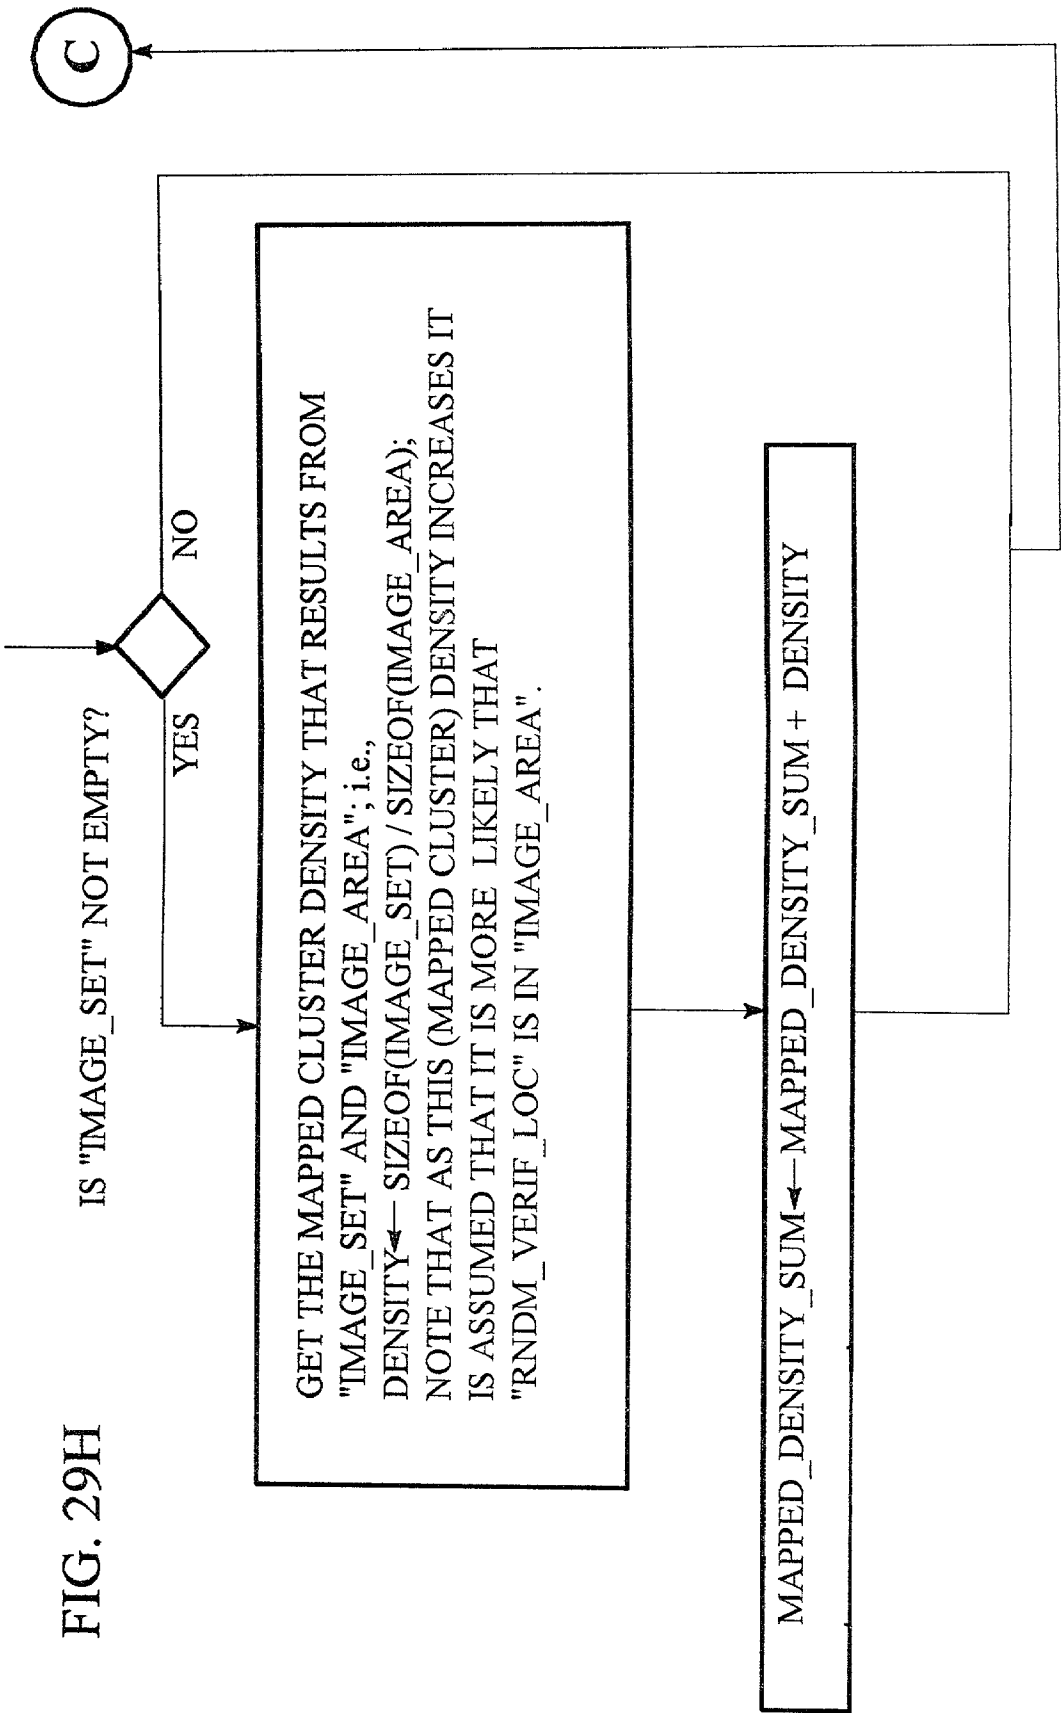 FIG. 29H
IS "IMAGE_SET" NOT EMPTY?
YES
NO
GET THE MAPPED CLUSTER DENSITY THAT RESULTS FROM
"IMAGE_SET" AND "IMAGE_AREA"; i.e.,
DENSITY← SIZEOF(IMAGE_SET) / SIZEOF(IMAGE_AREA);
NOTE THAT AS THIS (MAPPED CLUSTER) DENSITY INCREASES IT
IS ASSUMED THAT IT IS MORE LIKELY THAT
"RNDM_VERIF_LOC" IS IN "IMAGE_AREA".
MAPPED_DENSITY_SUM←MAPPED_DENSITY_SUM + DENSITY
C